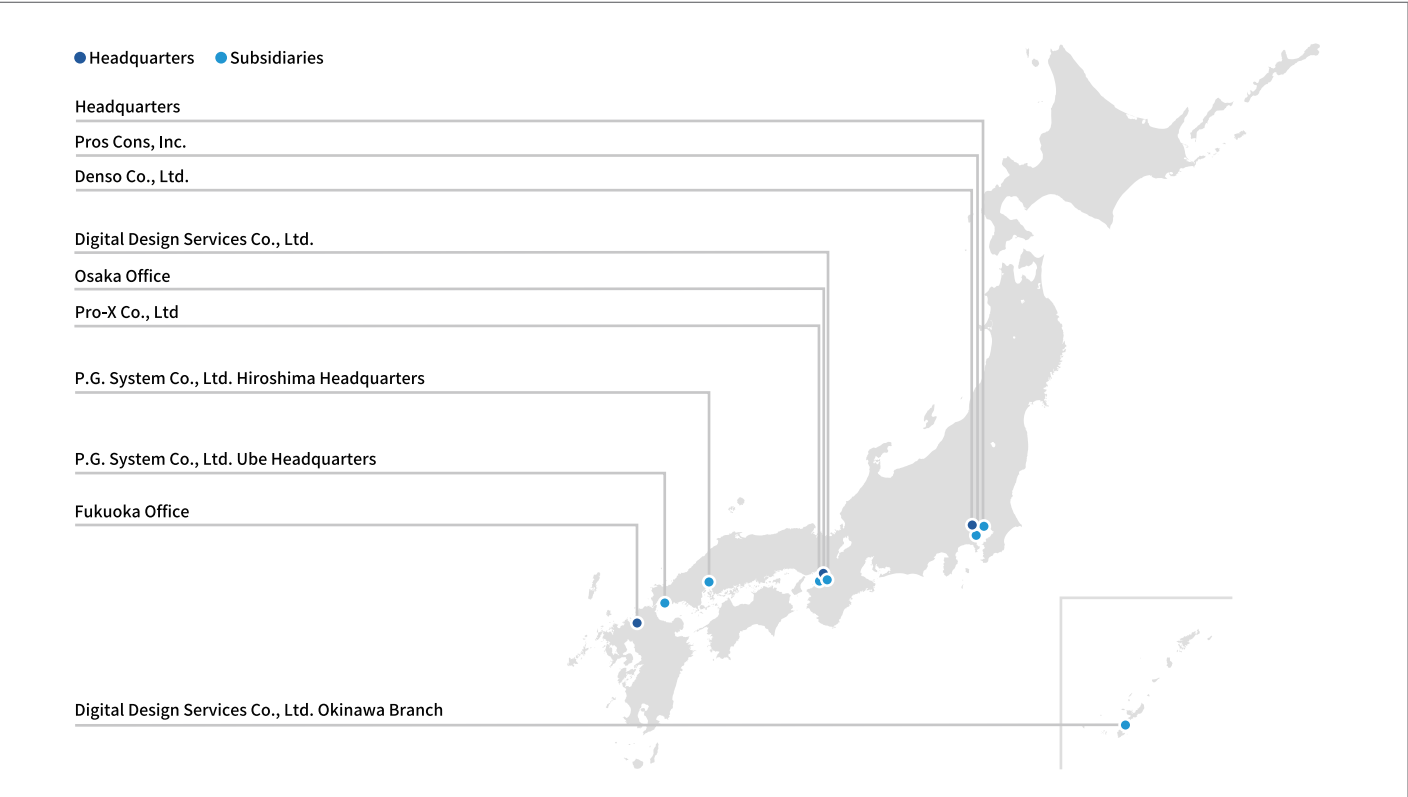 Headquarters
Subsidiaries
Headquarters
Pros Cons, Inc.
Denso Co., Ltd.
Digital Design Services Co., Ltd.
Osaka Office
Pro-X Co., Ltd
P.G. System Co., Ltd. Hiroshima Headquarters
P.G. System Co., Ltd. Ube Headquarters
Fukuoka Office
Digital Design Services Co., Ltd. Okinawa Branch